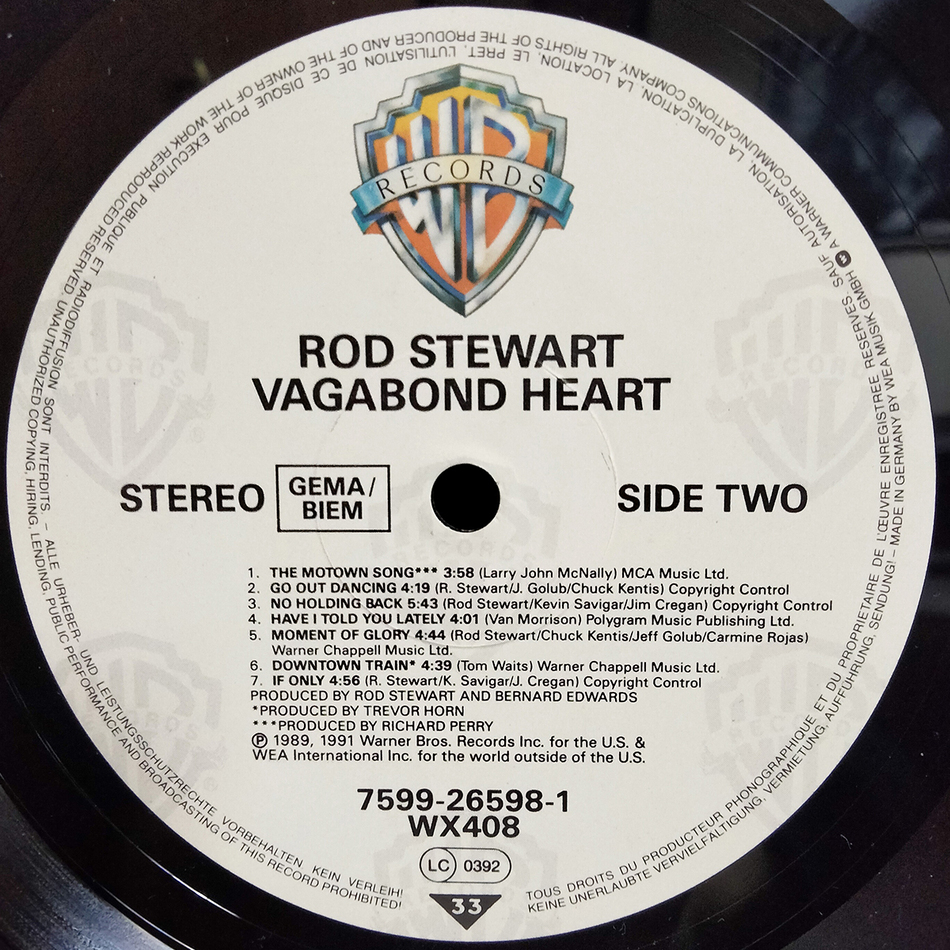 RECORDS
ROD STEWART
VAGABOND HEART
STEREO
GEMA/
BIEM
SIDE TWO
1. THE MOTOWN SONG*** 3:58 (Larry John McNally) MCA Music Ltd.
2. GO OUT DANCING 4:19 (R. Stewart/J. Golub/Chuck Kentis) Copyright Control
3. NO HOLDING BACK 5:43 (Rod Stewart/Kevin Savigar/Jim Cregan) Copyright Control
4. HAVE I TOLD YOU LATELY 4:01 (Van Morrison) Polygram Music Publishing Ltd.
5. MOMENT OF GLORY 4:44 (Rod Stewart/Chuck Kentis/Jeff Golub/Carmine Rojas)
Warner Chappell Music Ltd.
6. DOWNTOWN TRAIN* 4:39 (Tom Waits) Warner Chappell Music Ltd.
7. IF ONLY 4:56 (R. Stewart/K. Savigar/J. Cregan) Copyright Control
PRODUCED BY ROD STEWART AND BERNARD EDWARDS
*PRODUCED BY TREVOR HORN
***PRODUCED BY RICHARD PERRY
℗ 1989, 1991 Warner Bros. Records Inc. for the U.S. &
WEA International Inc. for the world outside of the U.S.
7599-26598-1
WX408
LC 0392
33
TOUS DROITS DU PRODUCTEUR PHONOGRAPHIQUE ET DU PROPRIETAIRE DE L'ŒUVRE ENREGISTREE RESERVES. SAUF AUTORISATION, LA DUPLICATION, LA LOCATION, LE PRET, L'UTILISATION DE CE DISQUE POUR EXECUTION PUBLIQUE ET RADIODIFFUSION SONT INTERDITS. – ALLE URHEBER- UND LEISTUNGSSCHUTZRECHTE VORBEHALTEN KEIN VERLEIH!
KEINE UNERLAUBTE VERVIELFÄLTIGUNG, VERMIETUNG, AUFFÜHRUNG, SENDUNG! – MADE IN GERMANY BY WEA MUSIK GMBH A WARNER COMMUNICATIONS COMPANY. ALL RIGHTS OF THE PRODUCER AND OF THE OWNER OF THE WORK REPRODUCED RESERVED. UNAUTHORIZED COPYING, HIRING, LENDING, PUBLIC PERFORMANCE AND BROADCASTING OF THIS RECORD PROHIBITED!